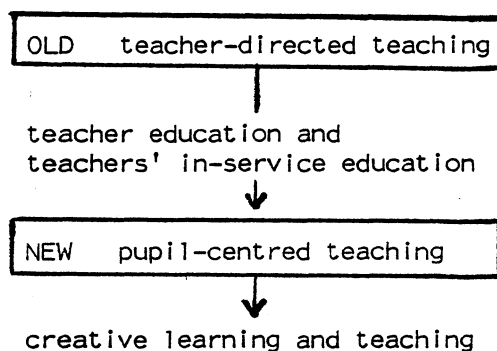 OLD teacher-directed teaching
teacher education and
teachers' in-service education
NEW pupil-centred teaching
creative learning and teaching